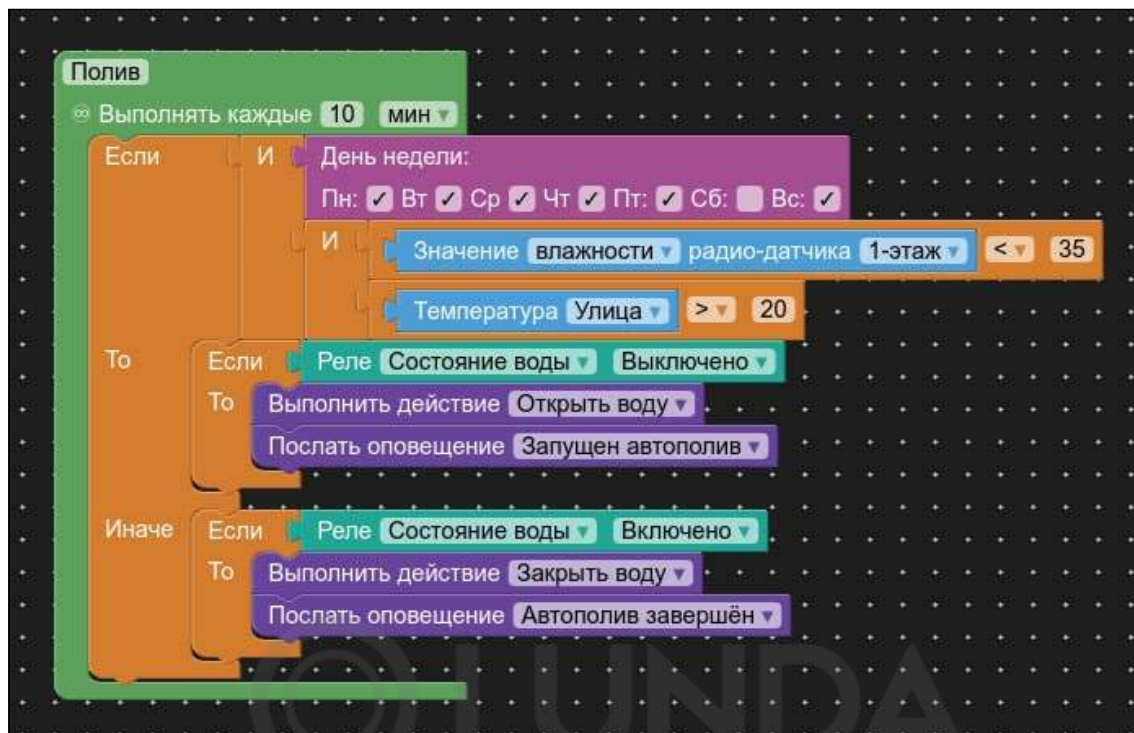 Полив
∞ Выполнять каждые 10 мин
Если И День недели:
Пн: Вт Ср Чт Пт: Сб: Вс:
И Значение влажности радио-датчика 1-этаж < 35
Температура Улица > 20
То Если Реле Состояние воды Выключено
То Выполнить действие Открыть воду
Послать оповещение Запущен автополив
Иначе Если Реле Состояние воды Включено
То Выполнить действие Закрыть воду
Послать оповещение Автополив завершён
LUNDA